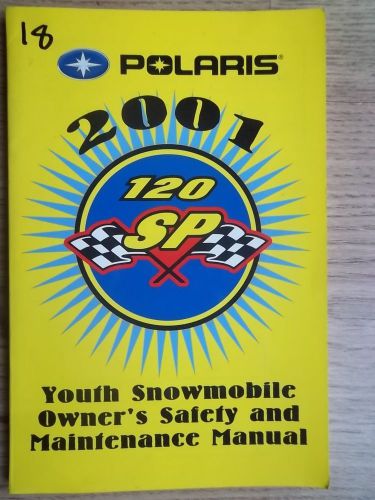 18
POLARIS®
2001
120
SP
Youth Snowmobile
Owner's Safety and
Maintenance Manual